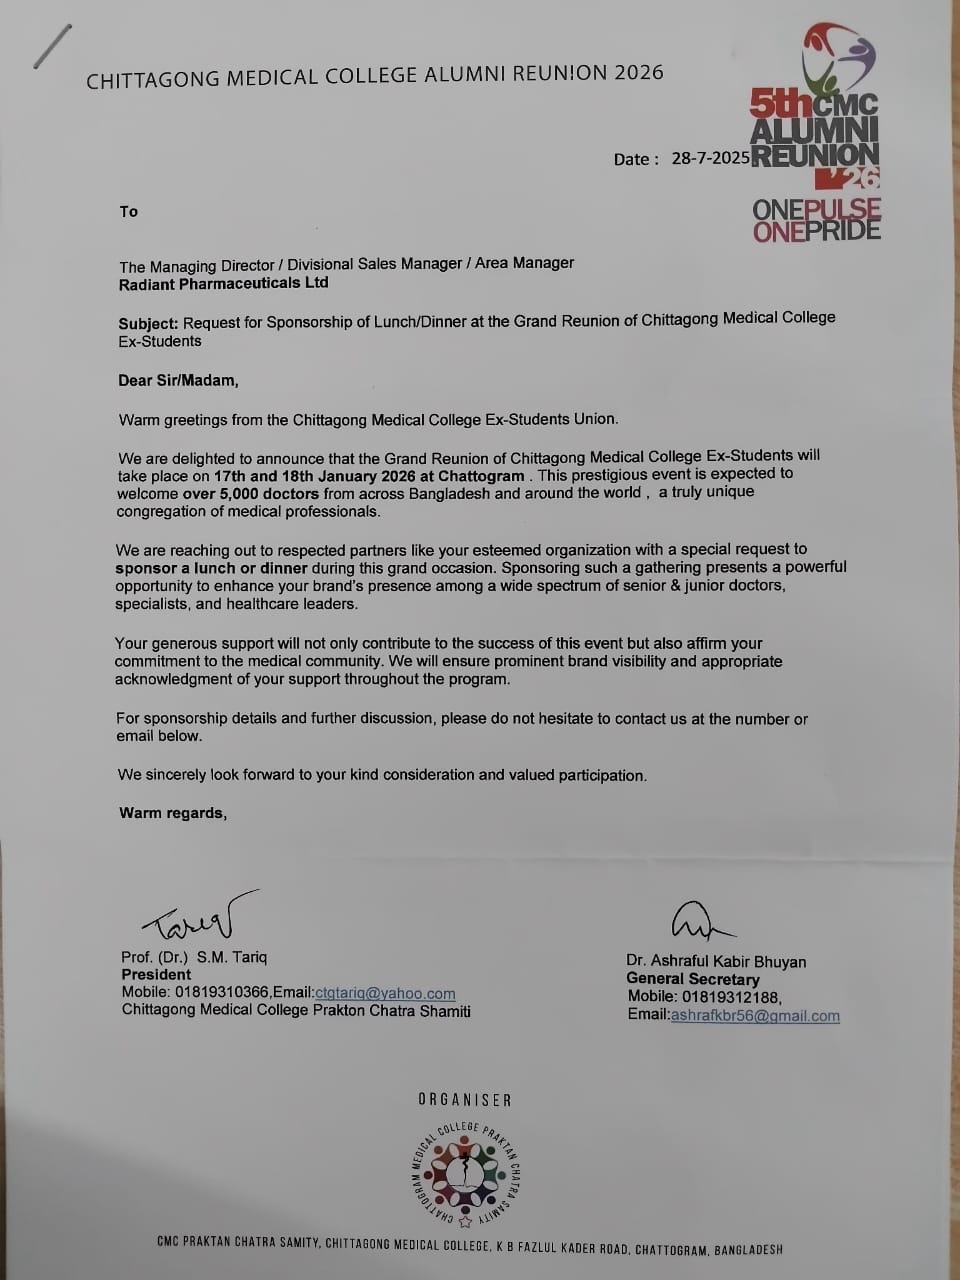 CHITTAGONG MEDICAL COLLEGE ALUMNI REUNION 2026
5th CMC
ALUMNI
REUNION
'26
ONEPULSE
ONEPRIDE
Date : 28-7-2025
To
The Managing Director / Divisional Sales Manager / Area Manager
Radiant Pharmaceuticals Ltd
Subject: Request for Sponsorship of Lunch/Dinner at the Grand Reunion of Chittagong Medical College
Ex-Students
Dear Sir/Madam,
Warm greetings from the Chittagong Medical College Ex-Students Union.
We are delighted to announce that the Grand Reunion of Chittagong Medical College Ex-Students will
take place on 17th and 18th January 2026 at Chattogram . This prestigious event is expected to
welcome over 5,000 doctors from across Bangladesh and around the world , a truly unique
congregation of medical professionals.
We are reaching out to respected partners like your esteemed organization with a special request to
sponsor a lunch or dinner during this grand occasion. Sponsoring such a gathering presents a powerful
opportunity to enhance your brand's presence among a wide spectrum of senior & junior doctors,
specialists, and healthcare leaders.
Your generous support will not only contribute to the success of this event but also affirm your
commitment to the medical community. We will ensure prominent brand visibility and appropriate
acknowledgment of your support throughout the program.
For sponsorship details and further discussion, please do not hesitate to contact us at the number or
email below.
We sincerely look forward to your kind consideration and valued participation.
Warm regards,
Tariq
Prof. (Dr.) S.M. Tariq
President
Mobile: 01819310366,Email:ctgtariq@yahoo.com
Chittagong Medical College Prakton Chatra Shamiti
Dr. Ashraful Kabir Bhuyan
General Secretary
Mobile: 01819312188,
Email:ashrafkbr56@gmail.com
ORGANISER
CHATTOGRAM MEDICAL COLLEGE PRAKTAN CHATRA SAMITY
CMC PRAKTAN CHATRA SAMITY, CHITTAGONG MEDICAL COLLEGE, K B FAZLUL KADER ROAD, CHATTOGRAM, BANGLADESH